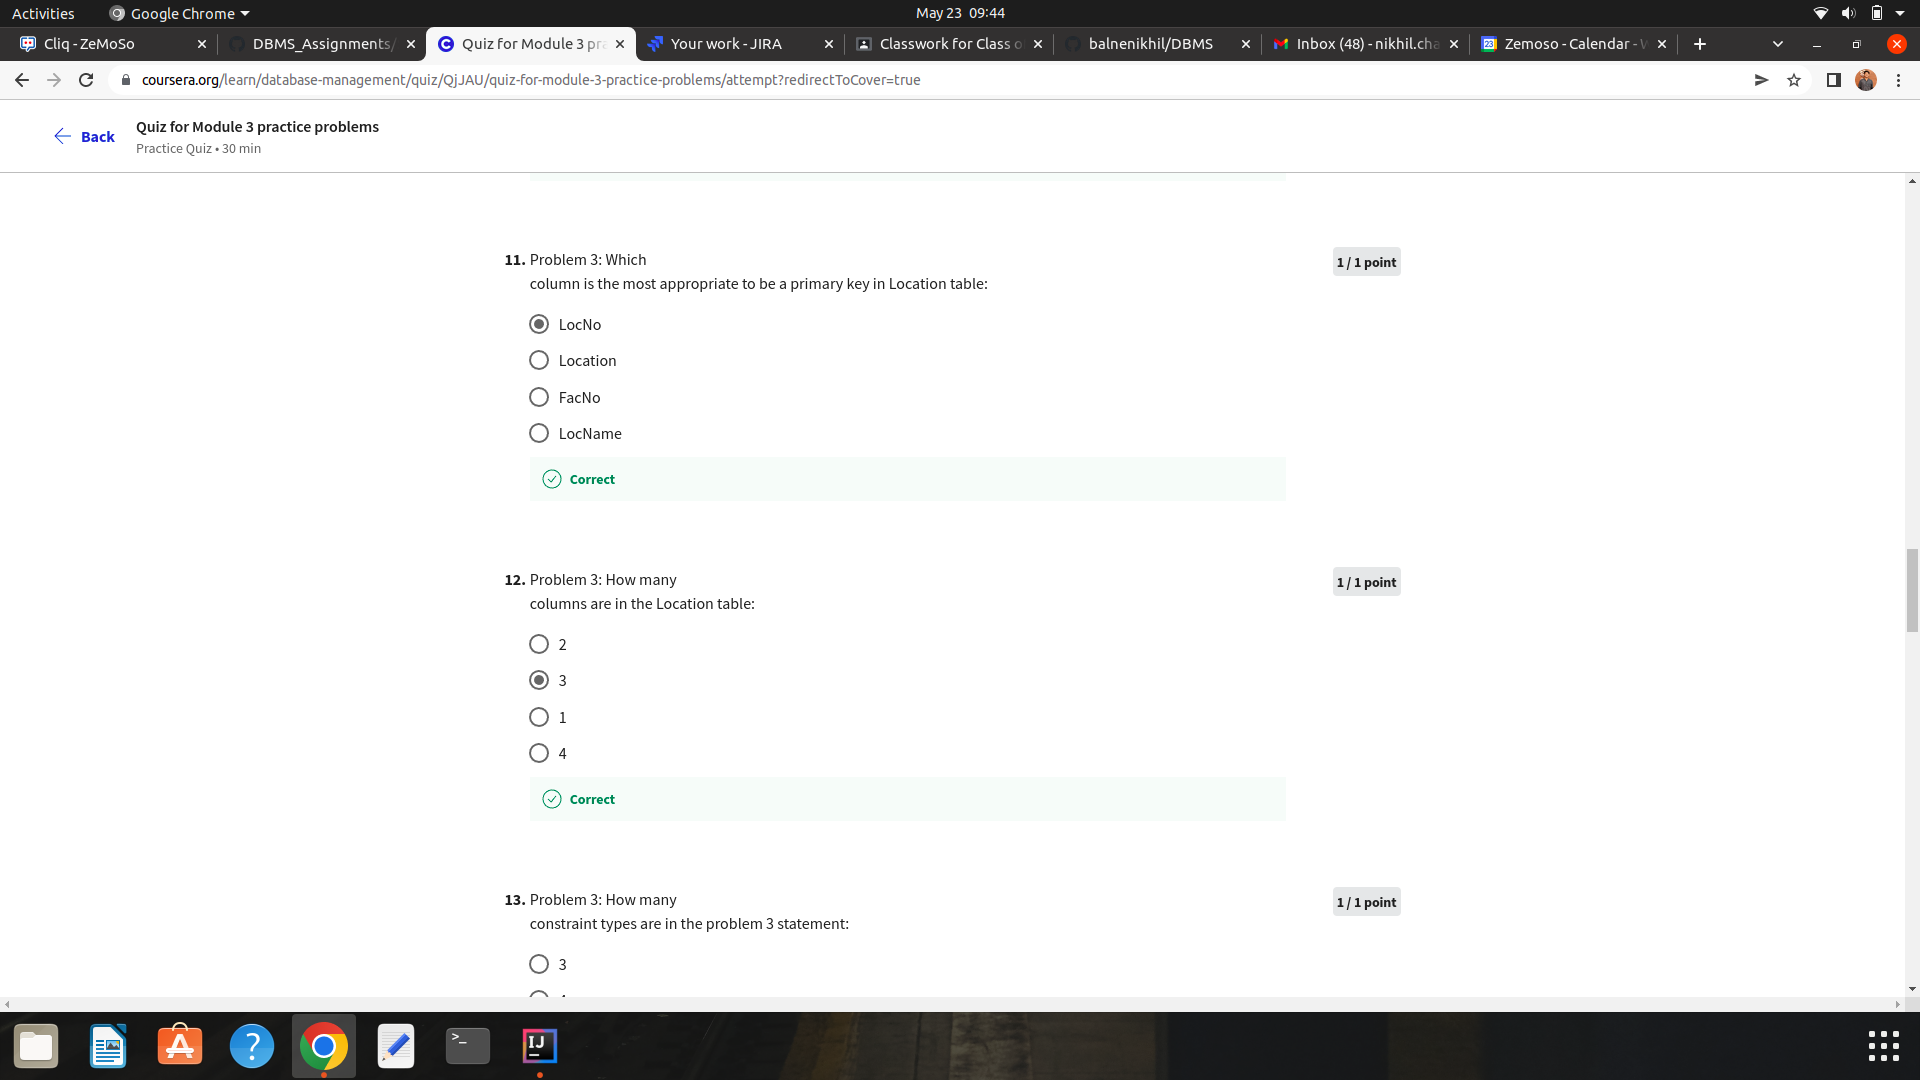 Activities
Google Chrome
May 23 09:44
Cliq - ZeMoSo
DBMS_Assignments/
Quiz for Module 3 pra
Your work - JIRA
Classwork for Class o
balnenikhil/DBMS
Inbox (48) - nikhil.cha
Zemoso - Calendar - W
coursera.org/learn/database-management/quiz/QjJAU/quiz-for-module-3-practice-problems/attempt?redirectToCover=true
Back
Quiz for Module 3 practice problems
Practice Quiz • 30 min
11. Problem 3: Which
column is the most appropriate to be a primary key in Location table:
1 / 1 point
LocNo
Location
FacNo
LocName
Correct
12. Problem 3: How many
columns are in the Location table:
1 / 1 point
2
3
1
4
Correct
13. Problem 3: How many
constraint types are in the problem 3 statement:
1 / 1 point
3